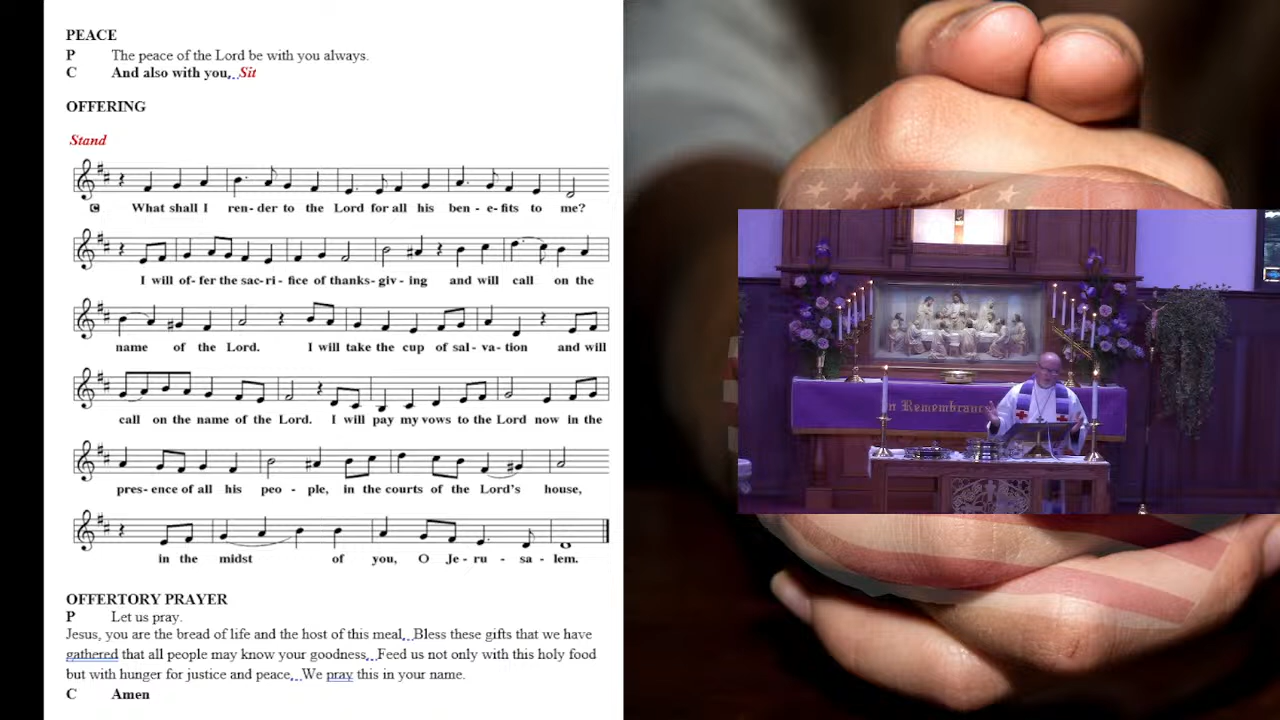 PEACE
P The peace of the Lord be with you always.
C And also with you. Sit
OFFERING
Stand
C What shall I ren-der to the Lord for all his ben-e-fits to me?
I will of-fer the sac-ri-fice of thanks-giv-ing and will call on the
name of the Lord. I will take the cup of sal-va-tion and will
call on the name of the Lord. I will pay my vows to the Lord now in the
pres-ence of all his peo-ple, in the courts of the Lord's house,
in the midst of you, O Je-ru-sa-lem.
OFFERTORY PRAYER
P Let us pray.
Jesus, you are the bread of life and the host of this meal. Bless these gifts that we have
gathered that all people may know your goodness. Feed us not only with this holy food
but with hunger for justice and peace. We pray this in your name.
C Amen
In Remembrance